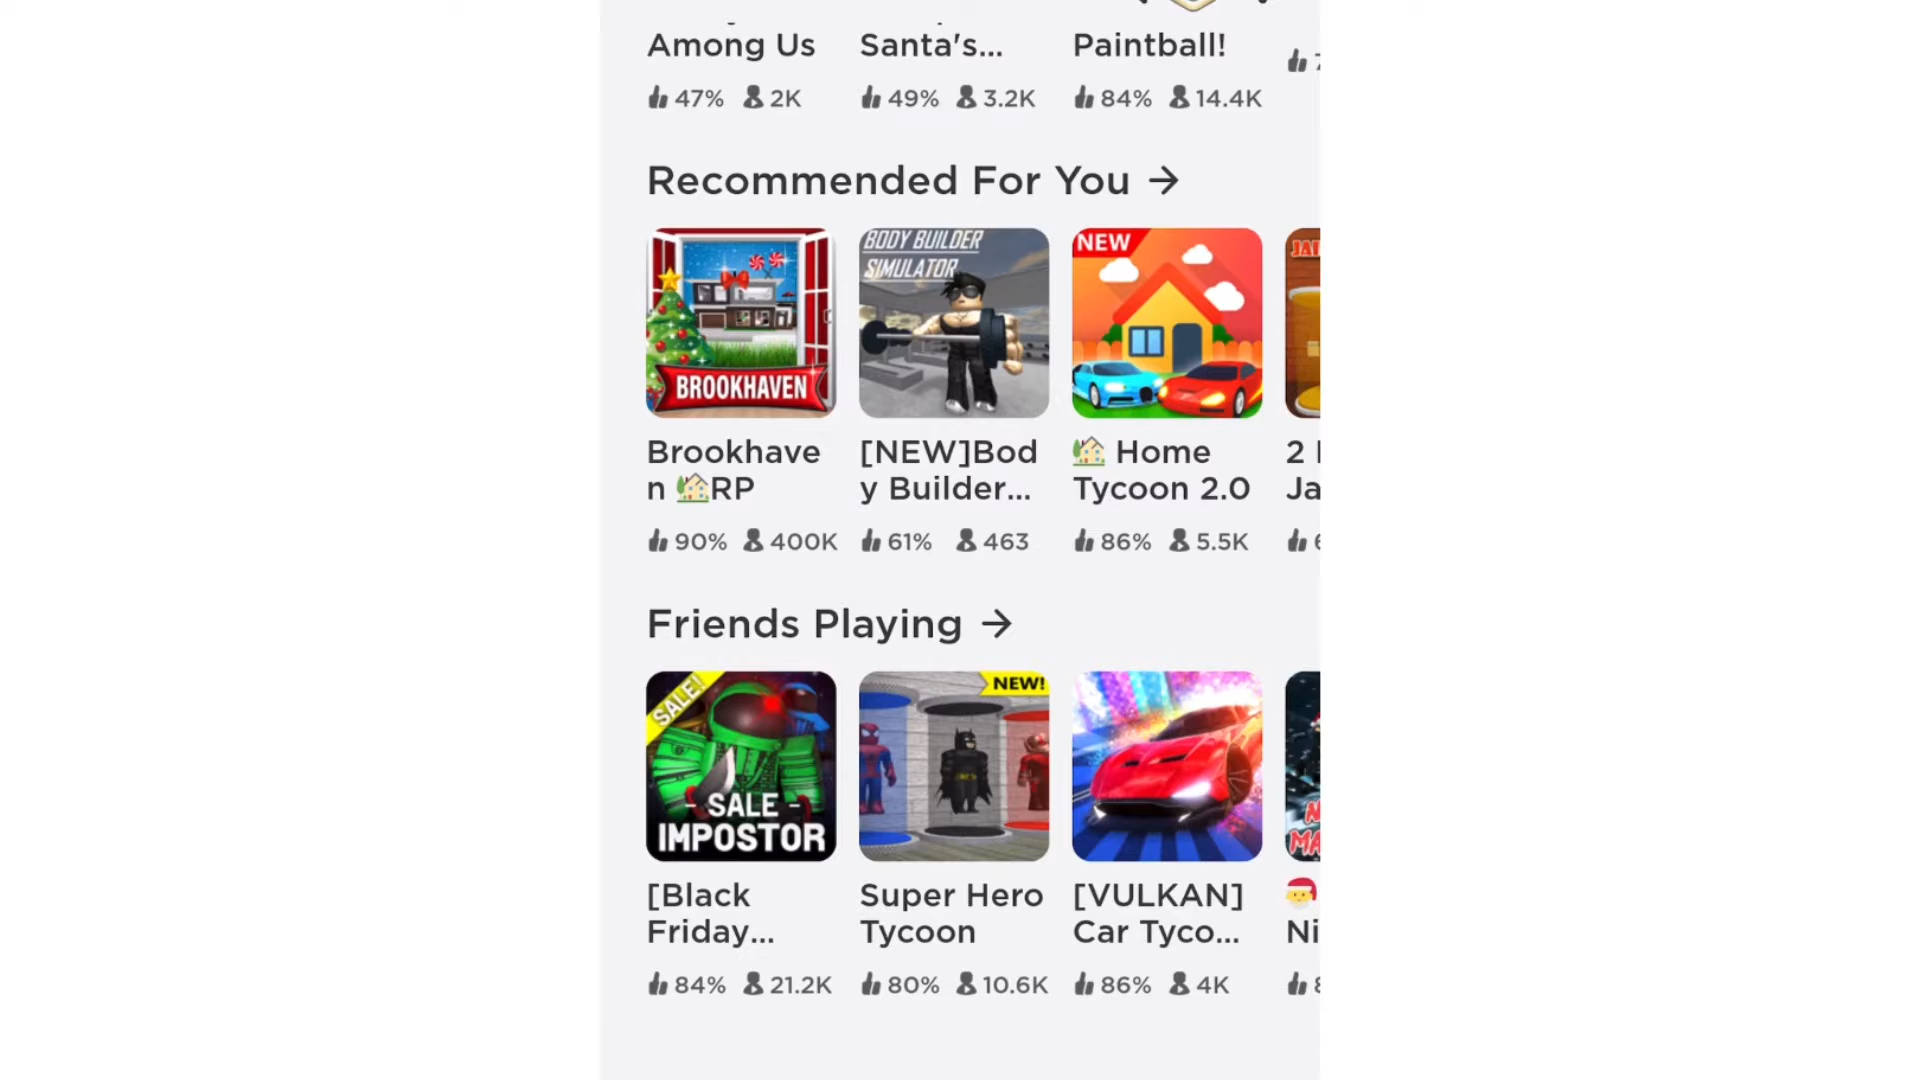 Among Us Santa's... Paintball!
47% 2K 49% 3.2K 84% 14.4K
Recommended For You →
BROOKHAVEN
BODY BUILDER
SIMULATOR
NEW
Brookhave [NEW]Bod 🏡 Home 2
n 🏡RP y Builder... Tycoon 2.0 Ja
90% 400K 61% 463 86% 5.5K
Friends Playing →
SALE!
- SALE -
IMPOSTOR
NEW!
[Black Super Hero [VULKAN] 🎅
Friday... Tycoon Car Tyco... Ni
84% 21.2K 80% 10.6K 86% 4K